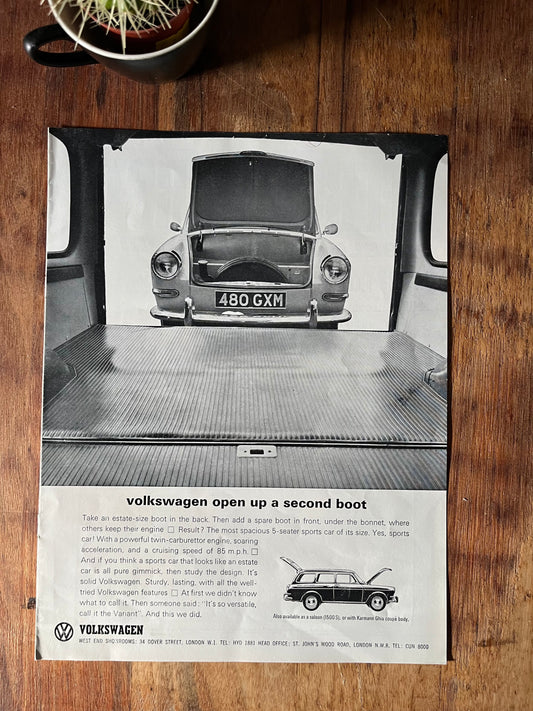 480 GXM
volkswagen open up a second boot
Take an estate-size boot in the back. Then add a spare boot in front, under the bonnet, where
others keep their engine □ Result? The most spacious 5-seater sports car of its size. Yes, sports
car! With a powerful twin-carburettor engine, soaring
acceleration, and a cruising speed of 85 m.p.h. □
And if you think a sports car that looks like an estate
car is all pure gimmick, then study the design. It's
solid Volkswagen. Sturdy, lasting, with all the well-
tried Volkswagen features □ At first we didn't know
what to call it. Then someone said: "It's so versatile,
call it the Variant". And this we did.
Also available as a saloon (1500 S), or with Karmann Ghia coupé body.
VOLKSWAGEN
WEST END SHOWROOMS: 34 DOVER STREET, LONDON W.1. TEL: HYD 1881 HEAD OFFICE: ST. JOHN'S WOOD ROAD, LONDON N.W.8. TEL: CUN 8000